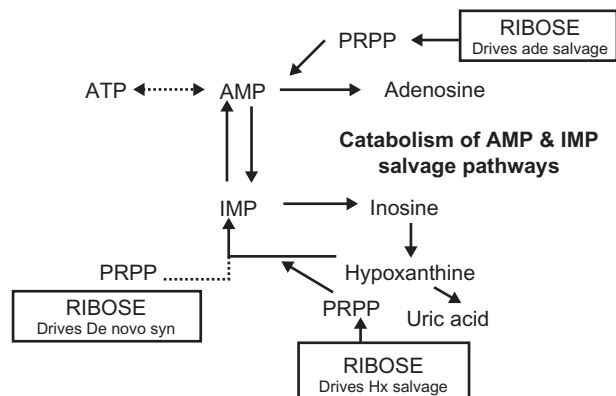 RIBOSE
Drives ade salvage
PRPP
ATP
AMP
Adenosine
Catabolism of AMP & IMP
salvage pathways
IMP
Inosine
PRPP
Hypoxanthine
RIBOSE
Drives De novo syn
PRPP
Uric acid
RIBOSE
Drives Hx salvage